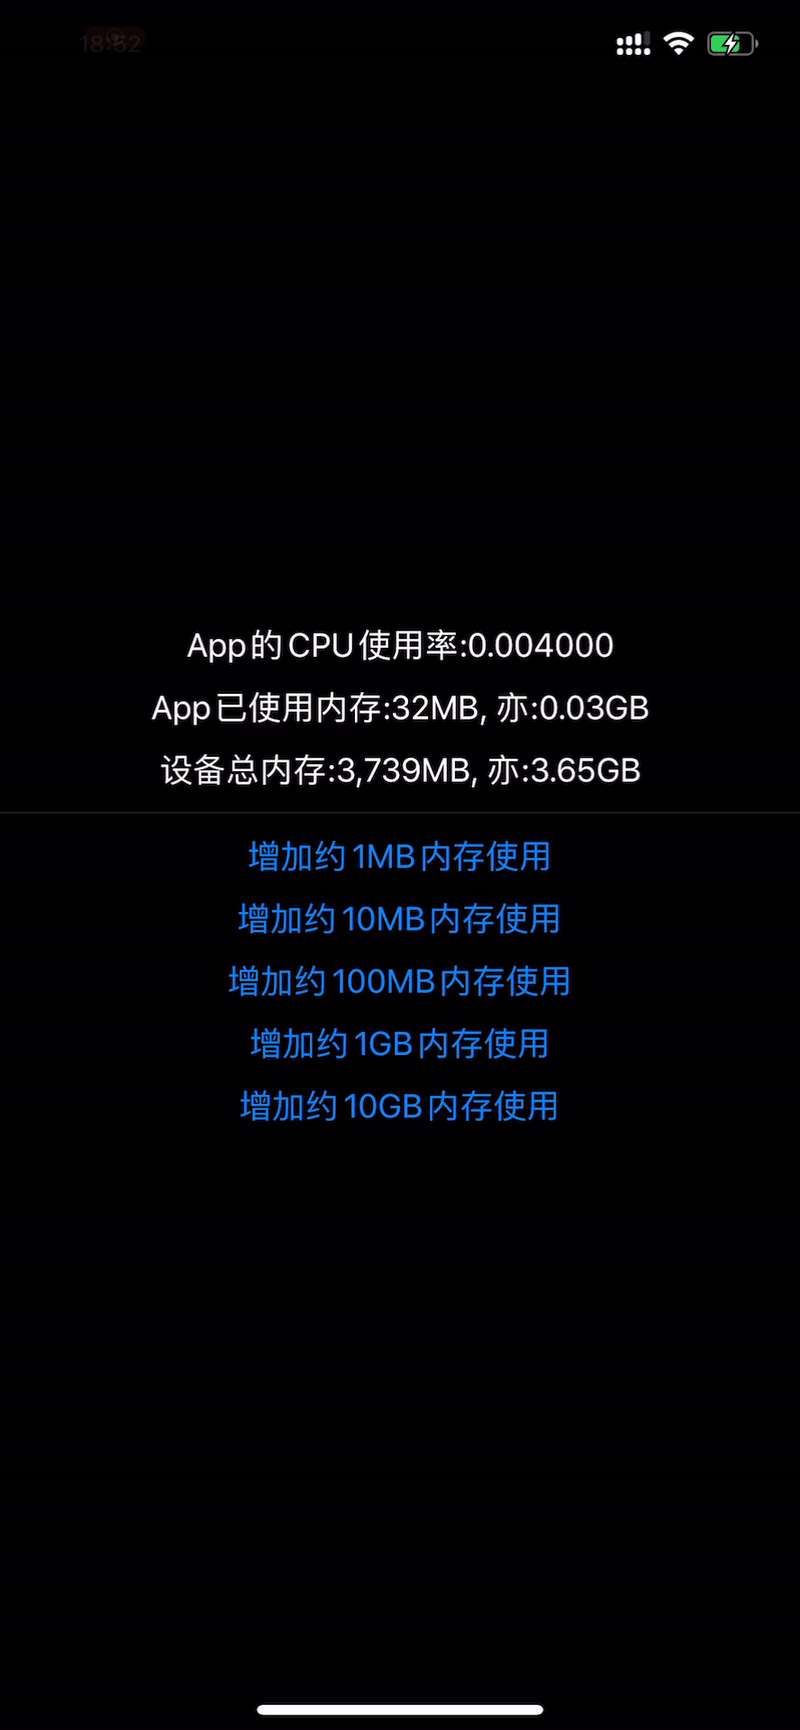 18:52
App的CPU使用率:0.004000
App已使用内存:32MB, 亦:0.03GB
设备总内存:3,739MB, 亦:3.65GB
增加约1MB内存使用
增加约10MB内存使用
增加约100MB内存使用
增加约1GB内存使用
增加约10GB内存使用